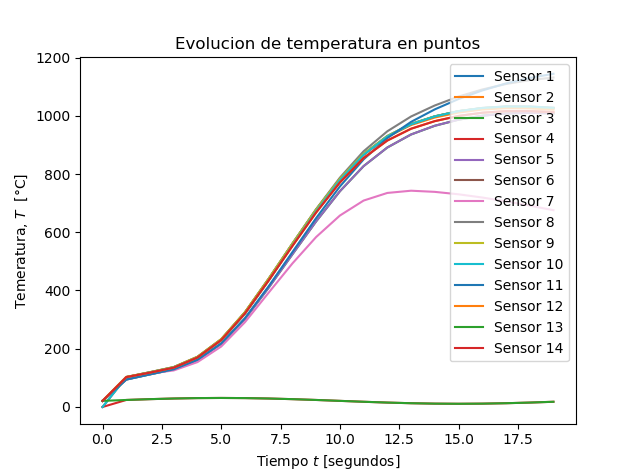 Evolucion de temperatura en puntos
Temeratura, T [°C]
1200
1000
800
600
400
200
0
0.0 2.5 5.0 7.5 10.0 12.5 15.0 17.5
Tiempo t [segundos]
Sensor 1
Sensor 2
Sensor 3
Sensor 4
Sensor 5
Sensor 6
Sensor 7
Sensor 8
Sensor 9
Sensor 10
Sensor 11
Sensor 12
Sensor 13
Sensor 14